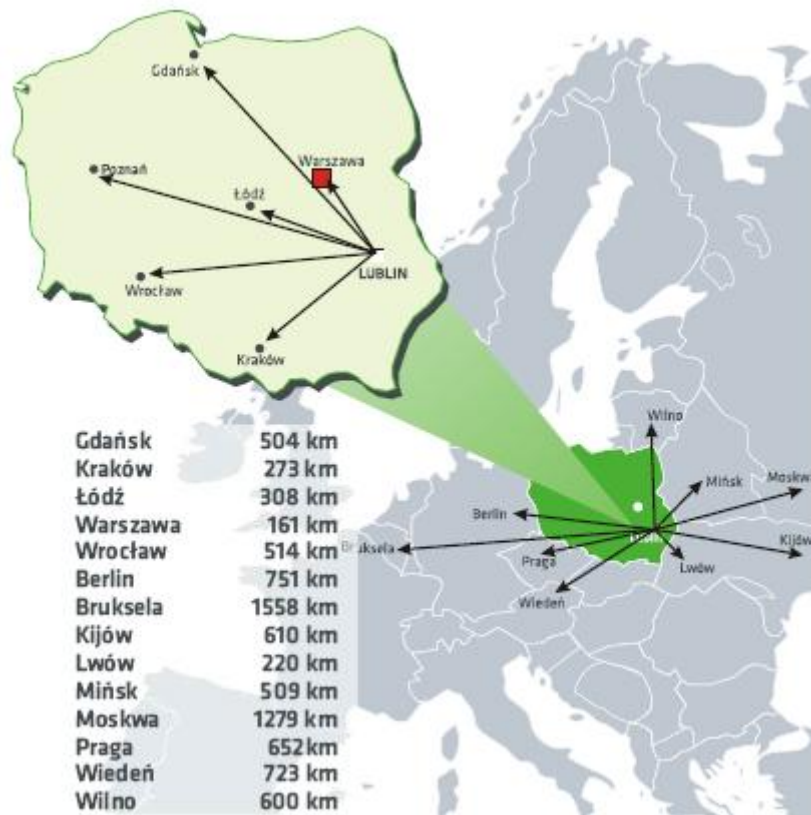 Gdańsk
Warszawa
Poznań
Łódź
LUBLIN
Wrocław
Kraków
Gdańsk 504 km
Kraków 273 km
Łódź 308 km
Warszawa 161 km
Wrocław 514 km
Berlin 751 km
Bruksela 1558 km
Kijów 610 km
Lwów 220 km
Mińsk 509 km
Moskwa 1279 km
Praga 652km
Wiedeń 723 km
Wilno 600 km
Wilno
Mińsk
Moskwa
Berlin
Bruksela
Kijów
Praga
Lwów
Wiedeń